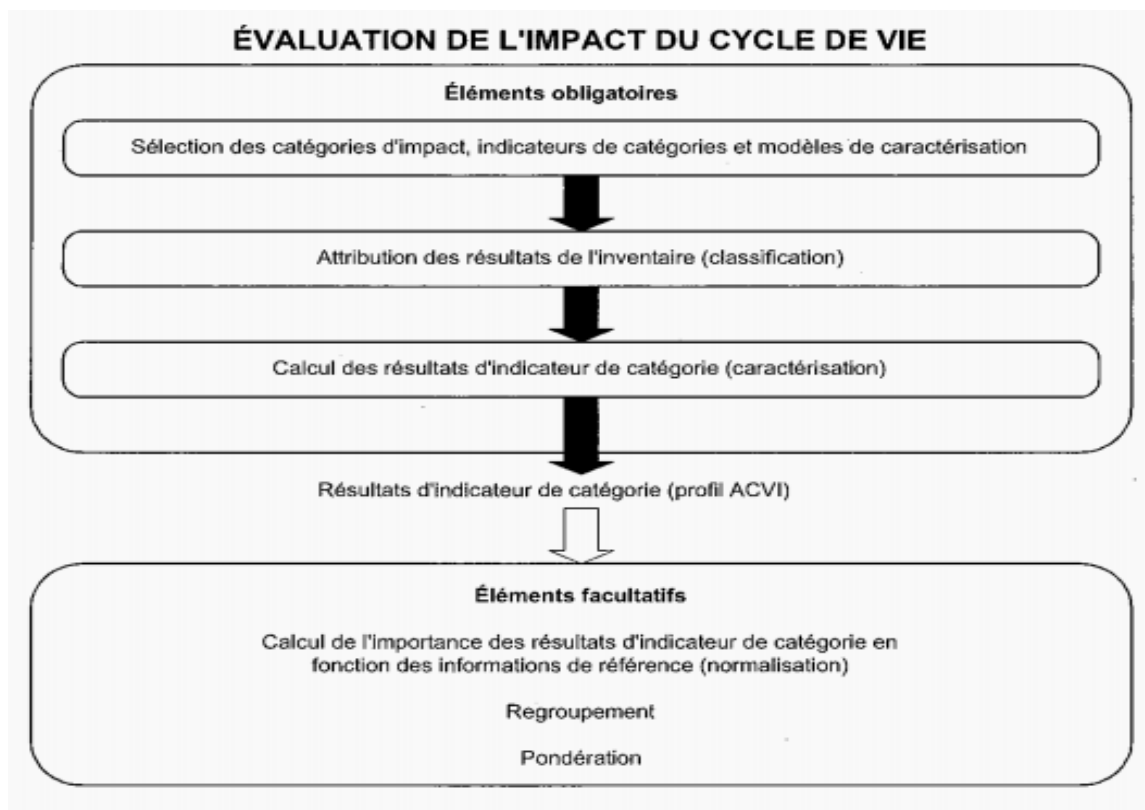 ÉVALUATION DE L'IMPACT DU CYCLE DE VIE
Éléments obligatoires
Sélection des catégories d'impact, indicateurs de catégories et modèles de caractérisation
Attribution des résultats de l'inventaire (classification)
Calcul des résultats d'indicateur de catégorie (caractérisation)
Résultats d'indicateur de catégorie (profil ACVI)
Éléments facultatifs
Calcul de l'importance des résultats d'indicateur de catégorie en
fonction des informations de référence (normalisation)
Regroupement
Pondération